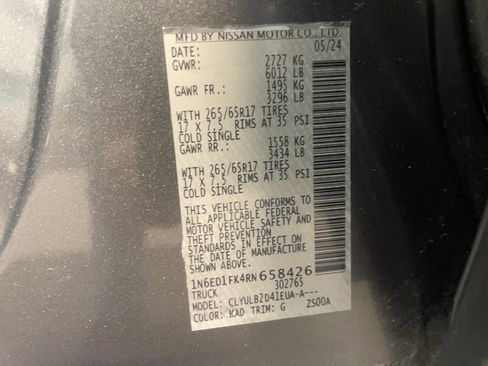 MFD BY NISSAN MOTOR CO., LTD.
DATE: 05/24
GVWR: 2727 KG
6012 LB
GAWR FR.: 1495 KG
3296 LB
WITH 265/65R17 TIRES
17 X 7.5 RIMS AT 35 PSI
COLD SINGLE
GAWR RR.: 1558 KG
3434 LB
WITH 265/65R17 TIRES
17 X 7.5 RIMS AT 35 PSI
COLD SINGLE
THIS VEHICLE CONFORMS TO
ALL APPLICABLE FEDERAL
MOTOR VEHICLE SAFETY AND
THEFT PREVENTION
STANDARDS IN EFFECT ON
THE DATE OF MANUFACTURE
SHOWN ABOVE.
1N6ED1FK4RN658426
TRUCK 302765
MODEL: CLYULB2D41EUA-A---
COLOR: KAD TRIM: G ZS00A